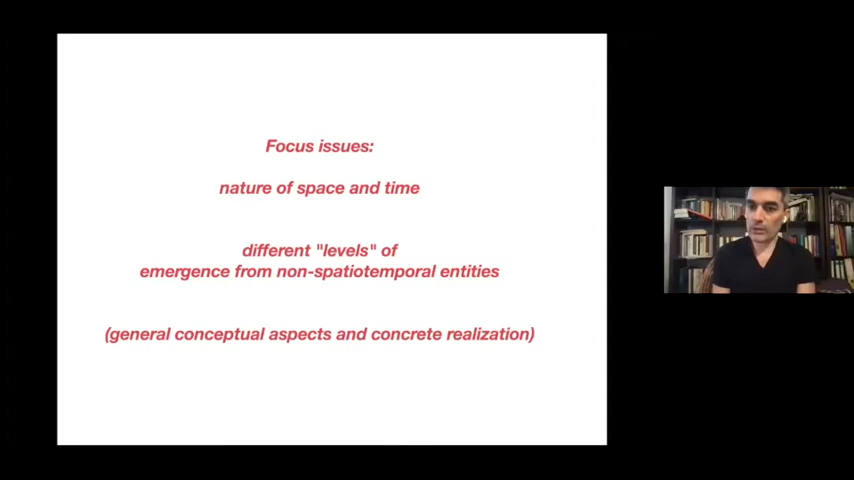 Focus issues:
nature of space and time
different "levels" of
emergence from non-spatiotemporal entities
(general conceptual aspects and concrete realization)